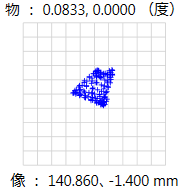 物 : 0.0833, 0.0000 （度）
像 : 140.860、-1.400 mm